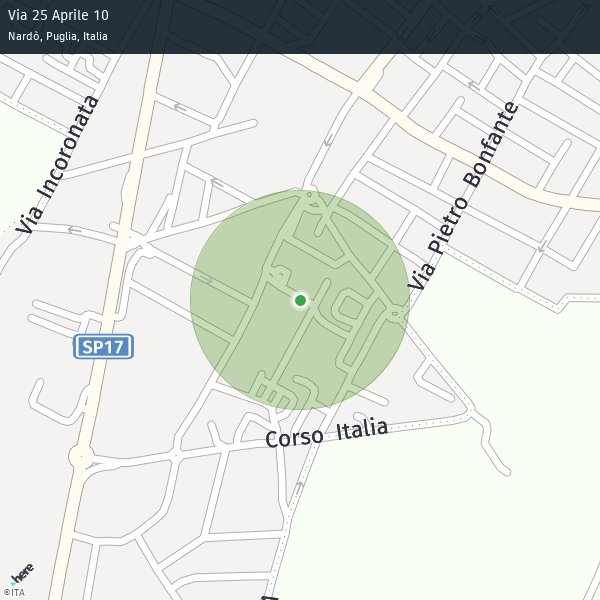 Via 25 Aprile 10
Nardò, Puglia, Italia
Via Incoronata
Via Pietro Bonfante
SP17
Corso Italia
here
©ITA